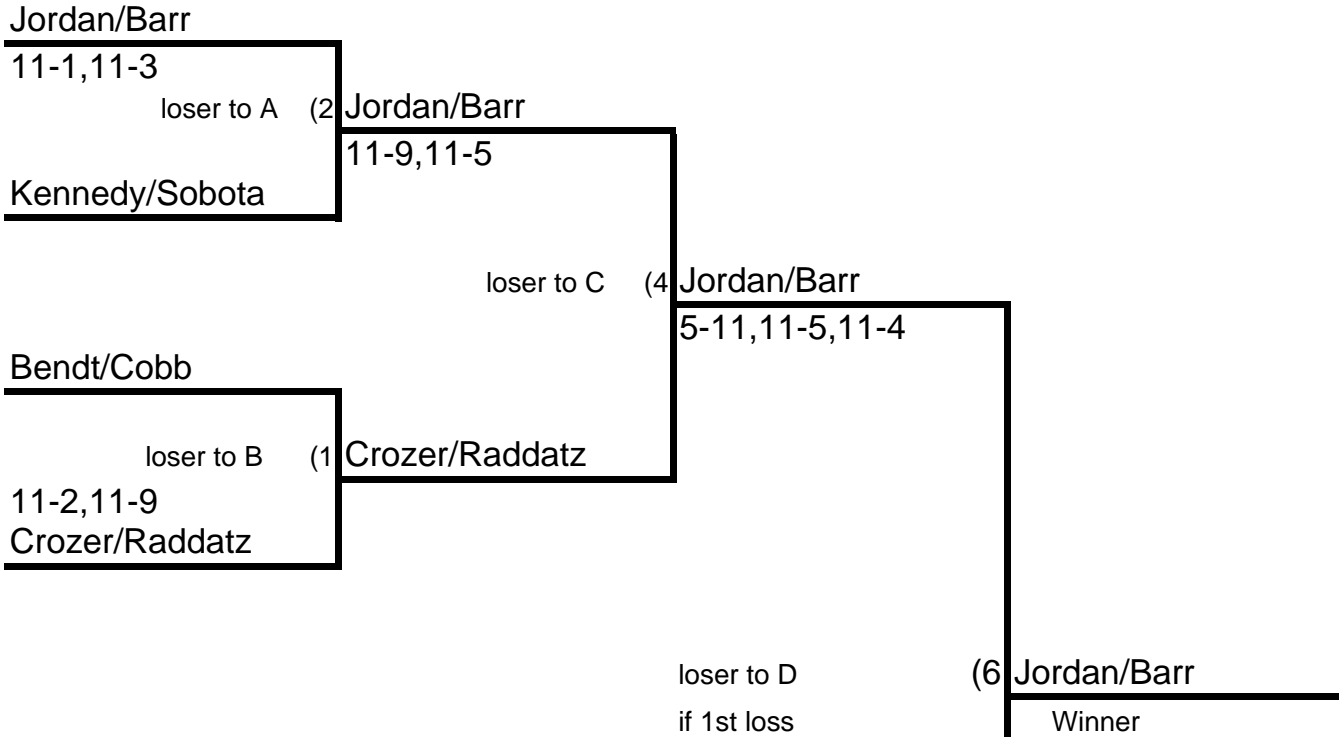 Jordan/Barr
11-1,11-3
loser to A (2 Jordan/Barr
11-9,11-5
Kennedy/Sobota
loser to C (4 Jordan/Barr
5-11,11-5,11-4
Bendt/Cobb
loser to B (1 Crozer/Raddatz
11-2,11-9
Crozer/Raddatz
loser to D (6 Jordan/Barr
if 1st loss Winner